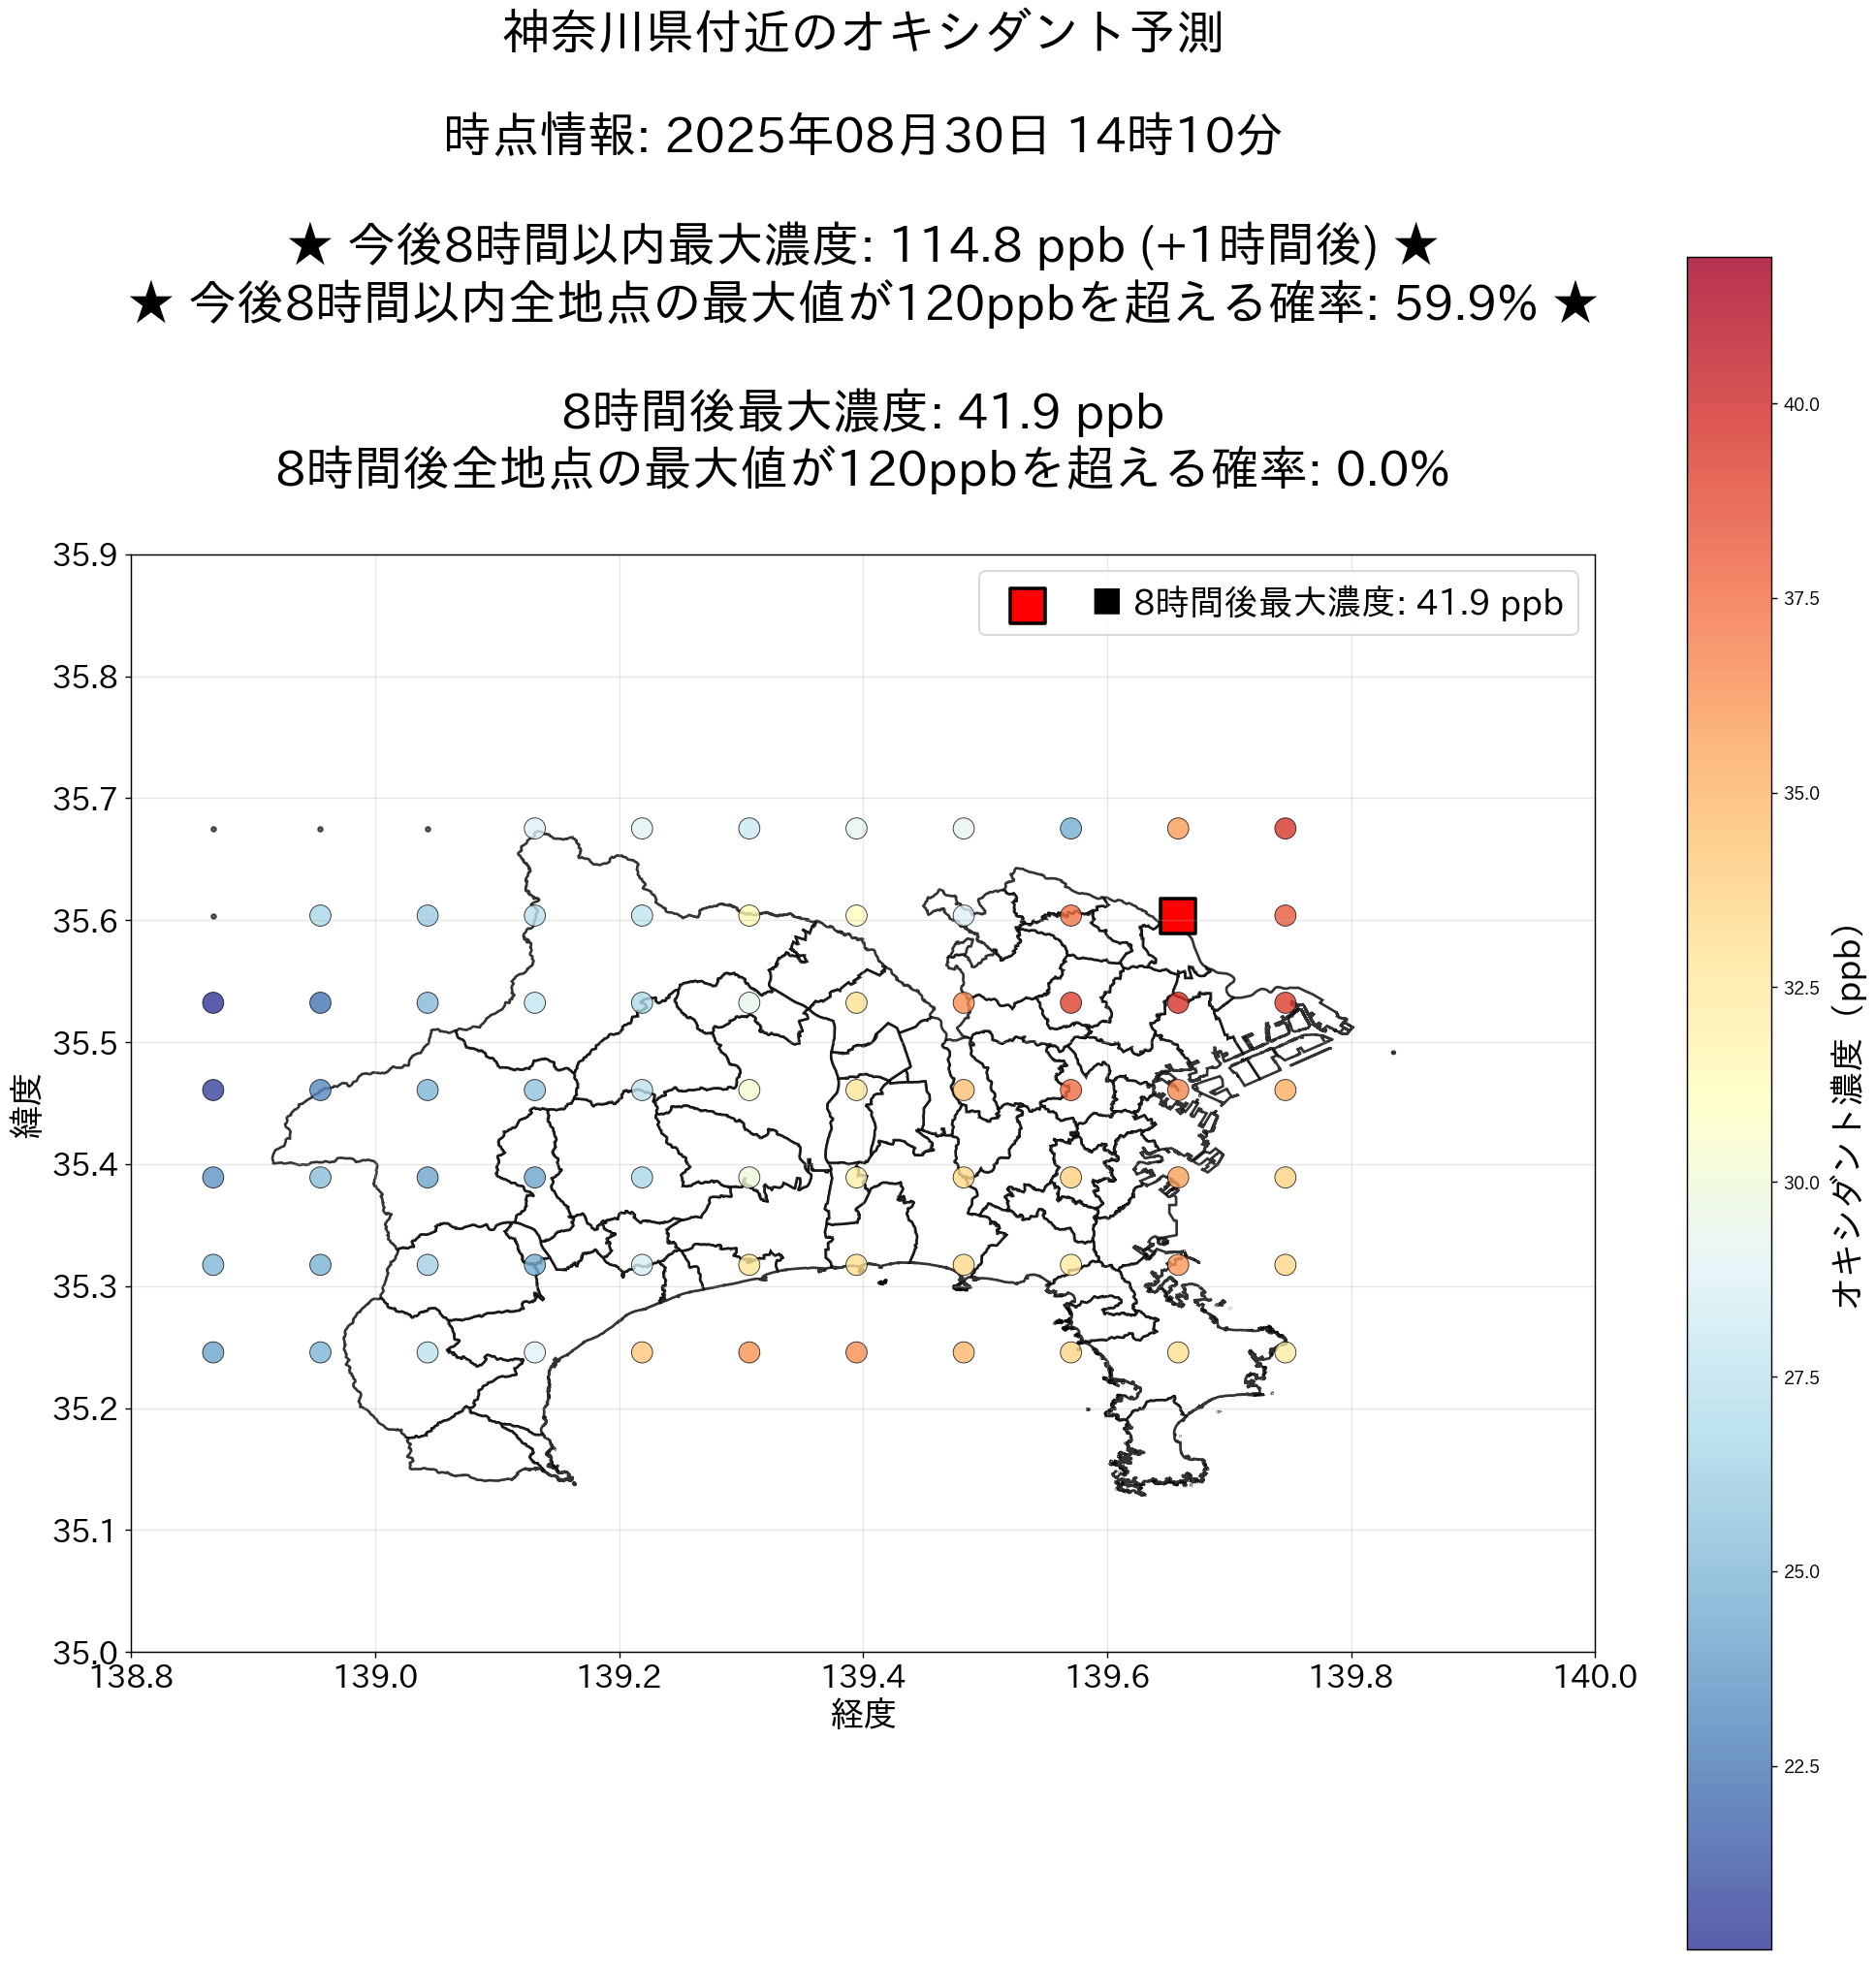 神奈川県付近のオキシダント予測
時点情報: 2025年08月30日 14時10分
★ 今後8時間以内最大濃度: 114.8 ppb (+1時間後) ★
★ 今後8時間以内全地点の最大値が120ppbを超える確率: 59.9% ★
8時間後最大濃度: 41.9 ppb
8時間後全地点の最大値が120ppbを超える確率: 0.0%
■ 8時間後最大濃度: 41.9 ppb
35.9
35.8
35.7
35.6
35.5
35.4
35.3
35.2
35.1
35.0
緯度
138.8
139.0
139.2
139.4
139.6
139.8
140.0
経度
40.0
37.5
35.0
32.5
30.0
27.5
25.0
22.5
オキシダント濃度 (ppb)